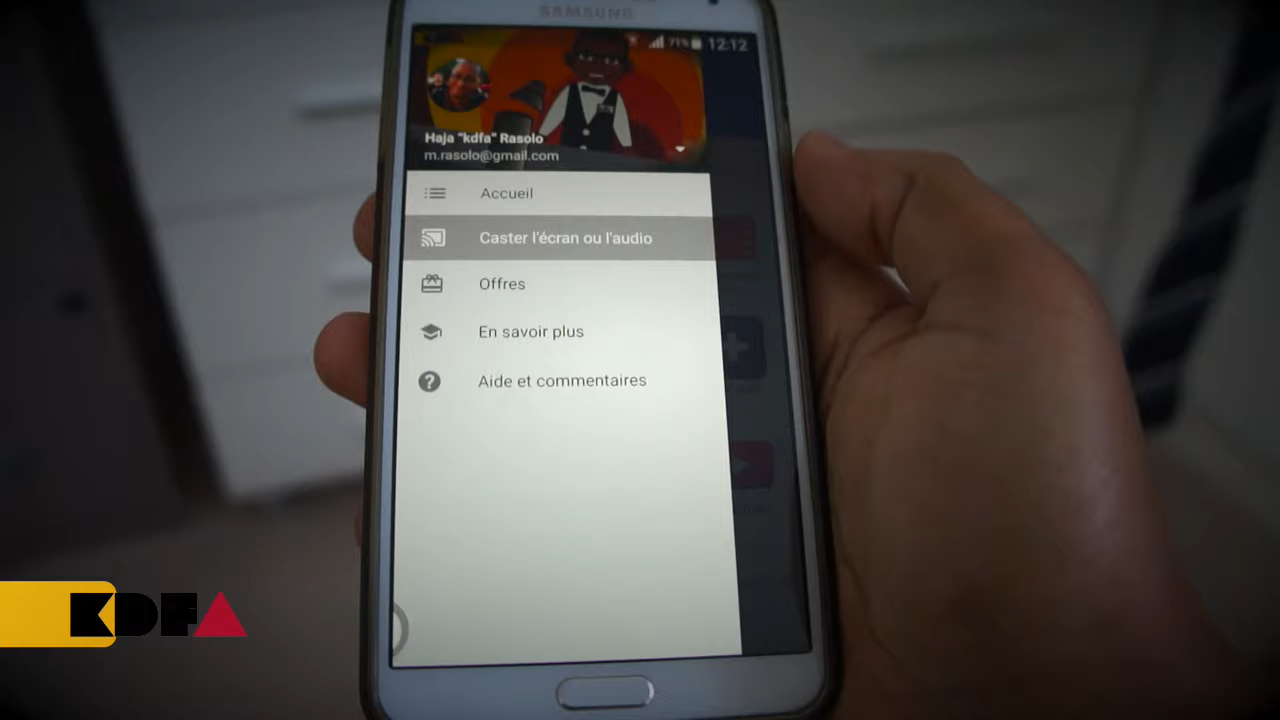 SAMSUNG
71% 12:12
Haja "kdfa" Rasolo
m.rasolo@gmail.com
Accueil
Caster l'écran ou l'audio
Offres
En savoir plus
Aide et commentaires
KDFA